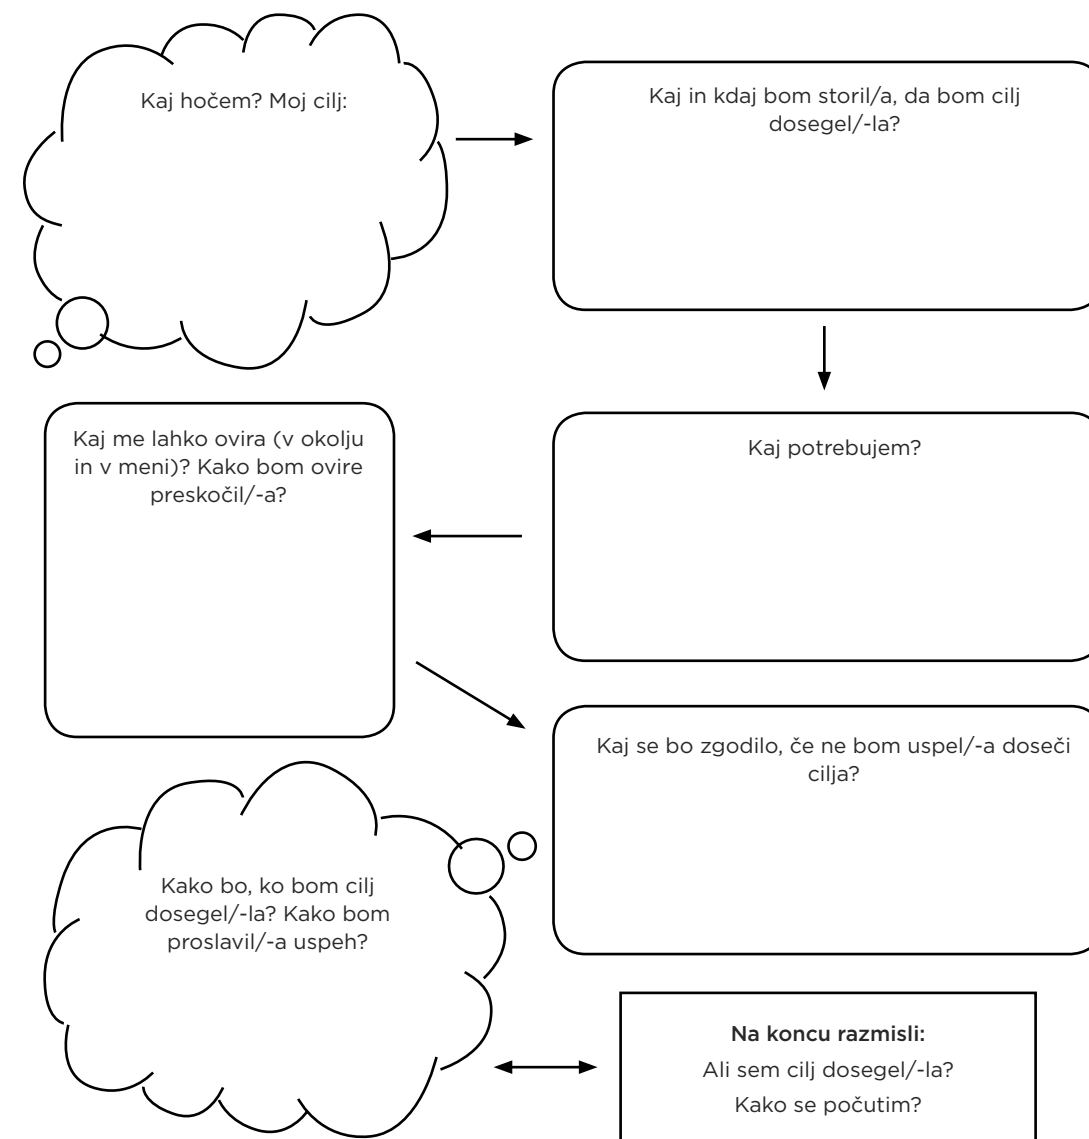 Kaj hočem? Moj cilj:
Kaj in kdaj bom storil/a, da bom cilj
dosegel/-la?
Kaj potrebujem?
Kaj me lahko ovira (v okolju
in v meni)? Kako bom ovire
preskočil/-a?
Kaj se bo zgodilo, če ne bom uspel/-a doseči
cilja?
Kako bo, ko bom cilj
dosegel/-la? Kako bom
proslavil/-a uspeh?
Na koncu razmisli:
Ali sem cilj dosegel/-la?
Kako se počutim?